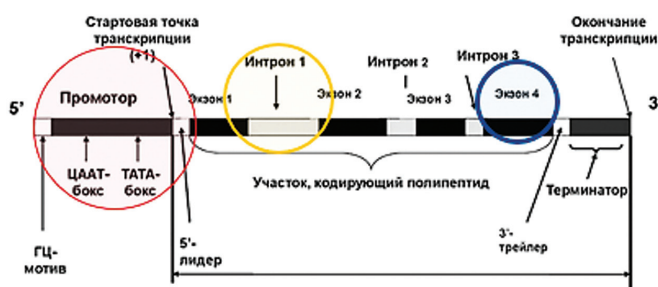 Стартовая точка
транскрипции
(+1)
Окончание
транскрипции
Интрон 1
Интрон 2
Интрон 3
5'
Промотор
Экзон 1
Экзон 2
Экзон 3
Экзон 4
3
ЦААТ-
бокс
ТАТА-
бокс
Участок, кодирующий полипептид
Терминатор
ГЦ-
мотив
5'-
лидер
3'-
трейлер